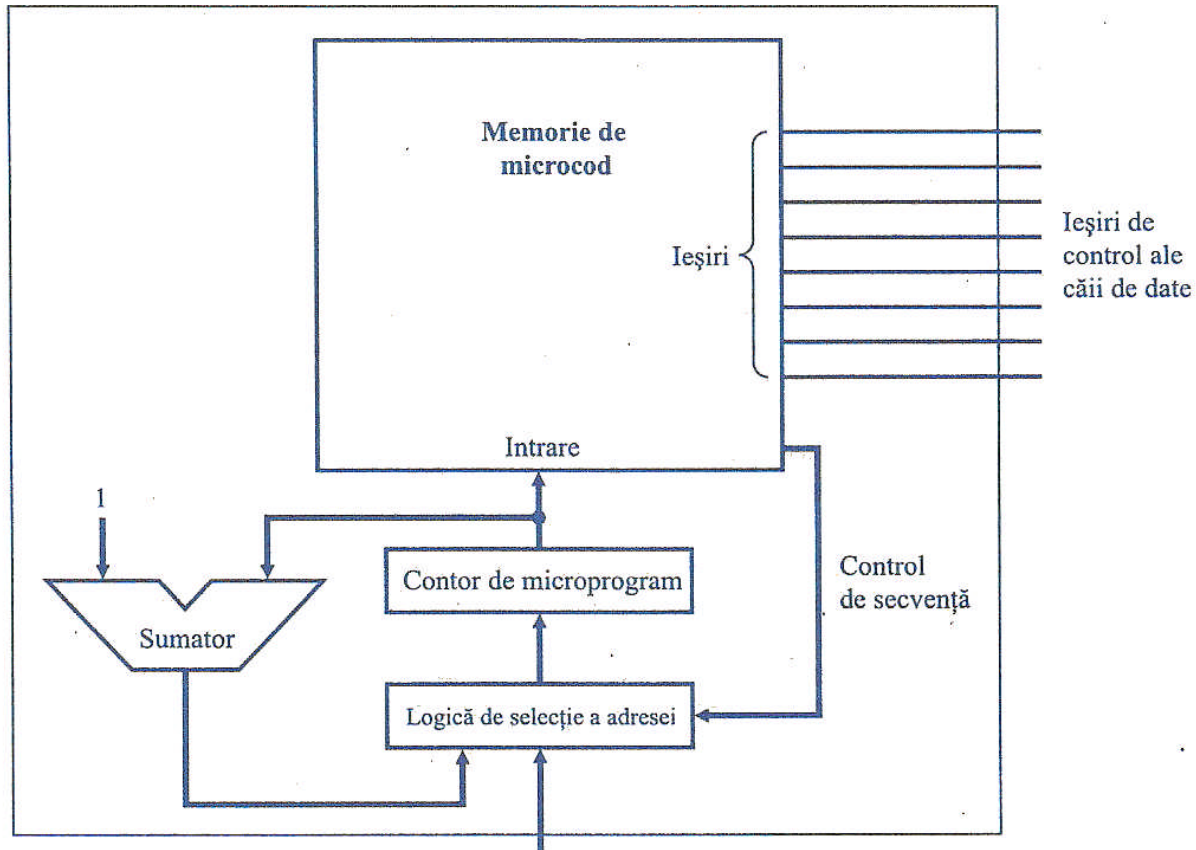 Memorie de
microcod
Ieşiri
Ieşiri de
control ale
căii de date
Intrare
1
Contor de microprogram
Control
de secvenţă
Sumator
Logică de selecţie a adresei